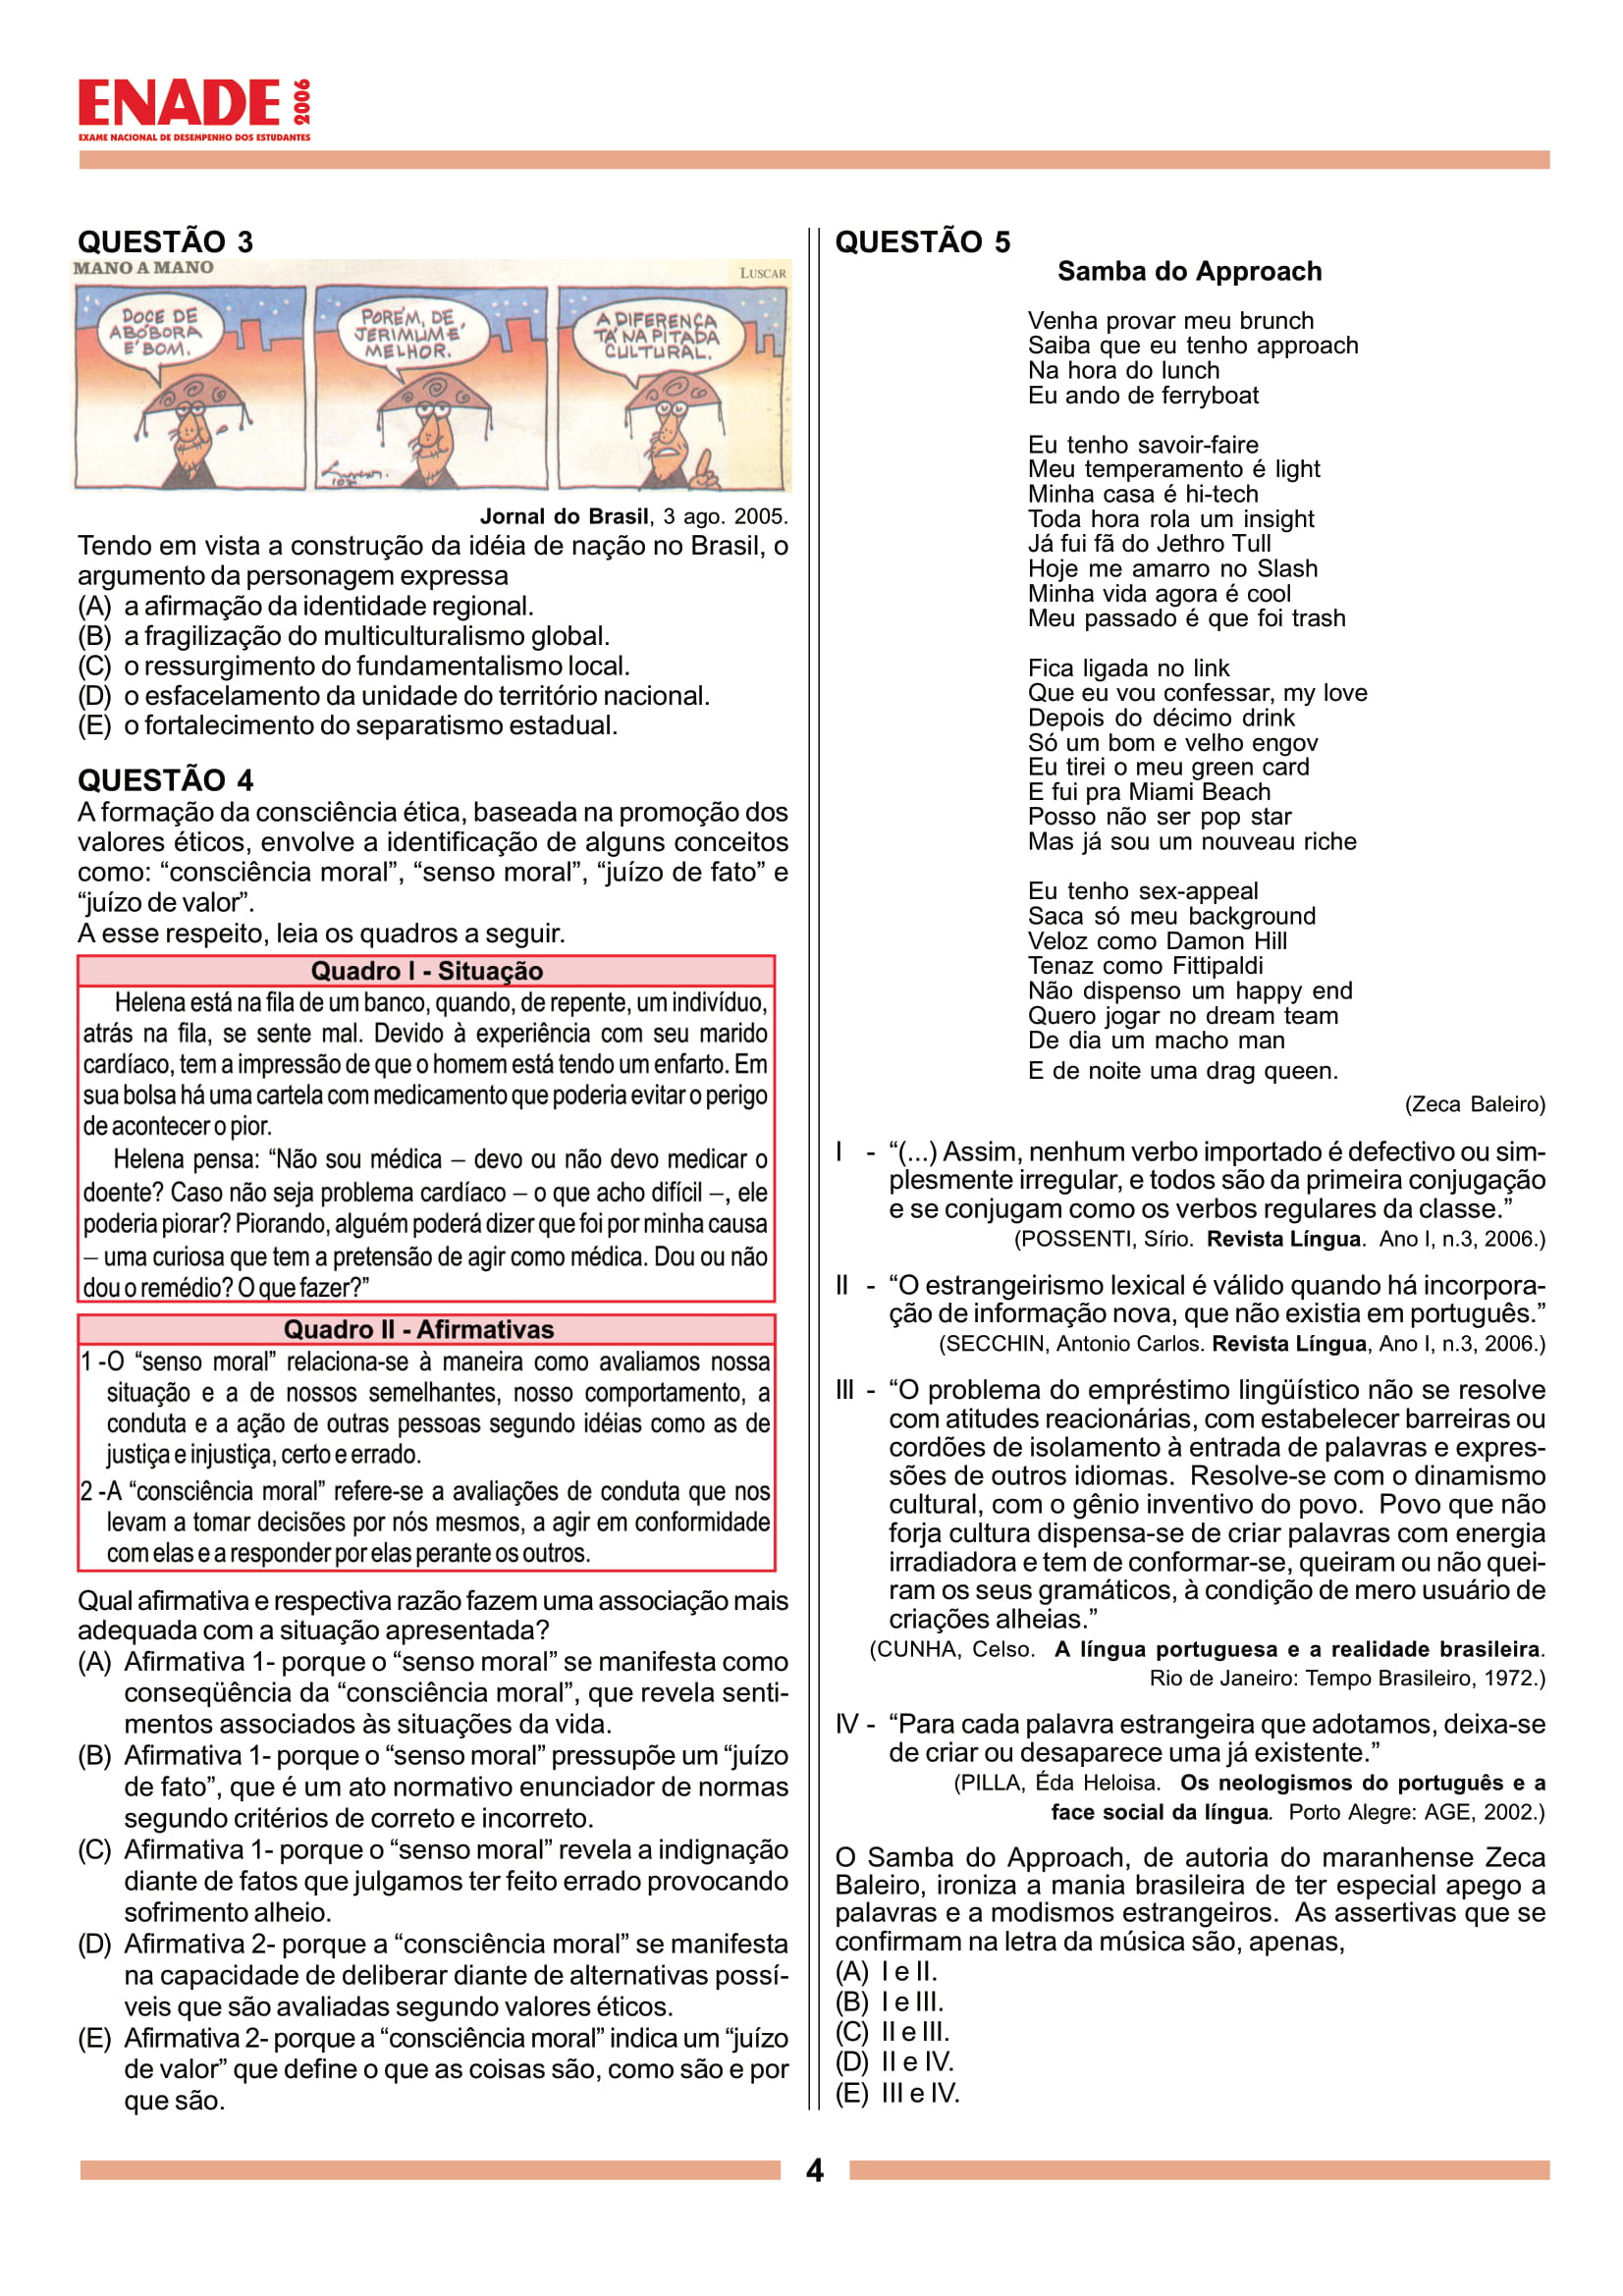 ENADE 2006
EXAME NACIONAL DE DESEMPENHO DOS ESTUDANTES
QUESTÃO 3
MANO A MANO
LUSCAR
DOCE DE
ABÓBORA
É BOM.
PORÉM, DE
JERIMUM É
MELHOR.
A DIFERENÇA
TÁ NA PITADA
CULTURAL.
Jornal do Brasil, 3 ago. 2005.
Tendo em vista a construção da idéia de nação no Brasil, o
argumento da personagem expressa
(A) a afirmação da identidade regional.
(B) a fragilização do multiculturalismo global.
(C) o ressurgimento do fundamentalismo local.
(D) o esfacelamento da unidade do território nacional.
(E) o fortalecimento do separatismo estadual.
QUESTÃO 4
A formação da consciência ética, baseada na promoção dos
valores éticos, envolve a identificação de alguns conceitos
como: “consciência moral”, “senso moral”, “juízo de fato” e
“juízo de valor”.
A esse respeito, leia os quadros a seguir.
Quadro I - Situação
Helena está na fila de um banco, quando, de repente, um indivíduo,
atrás na fila, se sente mal. Devido à experiência com seu marido
cardíaco, tem a impressão de que o homem está tendo um enfarto. Em
sua bolsa há uma cartela com medicamento que poderia evitar o perigo
de acontecer o pior.
Helena pensa: “Não sou médica – devo ou não devo medicar o
doente? Caso não seja problema cardíaco – o que acho difícil –, ele
poderia piorar? Piorando, alguém poderá dizer que foi por minha causa
– uma curiosa que tem a pretensão de agir como médica. Dou ou não
dou o remédio? O que fazer?”
Quadro II - Afirmativas
1 -O “senso moral” relaciona-se à maneira como avaliamos nossa
situação e a de nossos semelhantes, nosso comportamento, a
conduta e a ação de outras pessoas segundo idéias como as de
justiça e injustiça, certo e errado.
2 -A “consciência moral” refere-se a avaliações de conduta que nos
levam a tomar decisões por nós mesmos, a agir em conformidade
com elas e a responder por elas perante os outros.
Qual afirmativa e respectiva razão fazem uma associação mais
adequada com a situação apresentada?
(A) Afirmativa 1- porque o “senso moral” se manifesta como
conseqüência da “consciência moral”, que revela senti-
mentos associados às situações da vida.
(B) Afirmativa 1- porque o “senso moral” pressupõe um “juízo
de fato”, que é um ato normativo enunciador de normas
segundo critérios de correto e incorreto.
(C) Afirmativa 1- porque o “senso moral” revela a indignação
diante de fatos que julgamos ter feito errado provocando
sofrimento alheio.
(D) Afirmativa 2- porque a “consciência moral” se manifesta
na capacidade de deliberar diante de alternativas possí-
veis que são avaliadas segundo valores éticos.
(E) Afirmativa 2- porque a “consciência moral” indica um “juízo
de valor” que define o que as coisas são, como são e por
que são.
QUESTÃO 5
Samba do Approach
Venha provar meu brunch
Saiba que eu tenho approach
Na hora do lunch
Eu ando de ferryboat
Eu tenho savoir-faire
Meu temperamento é light
Minha casa é hi-tech
Toda hora rola um insight
Já fui fã do Jethro Tull
Hoje me amarro no Slash
Minha vida agora é cool
Meu passado é que foi trash
Fica ligada no link
Que eu vou confessar, my love
Depois do décimo drink
Só um bom e velho engov
Eu tirei o meu green card
E fui pra Miami Beach
Posso não ser pop star
Mas já sou um nouveau riche
Eu tenho sex-appeal
Saca só meu background
Veloz como Damon Hill
Tenaz como Fittipaldi
Não dispenso um happy end
Quero jogar no dream team
De dia um macho man
E de noite uma drag queen.
(Zeca Baleiro)
I - “(...) Assim, nenhum verbo importado é defectivo ou sim-
plesmente irregular, e todos são da primeira conjugação
e se conjugam como os verbos regulares da classe.”
(POSSENTI, Sírio. Revista Língua. Ano I, n.3, 2006.)
II - “O estrangeirismo lexical é válido quando há incorpora-
ção de informação nova, que não existia em português.”
(SECCHIN, Antonio Carlos. Revista Língua, Ano I, n.3, 2006.)
III - “O problema do empréstimo lingüístico não se resolve
com atitudes reacionárias, com estabelecer barreiras ou
cordões de isolamento à entrada de palavras e expres-
sões de outros idiomas. Resolve-se com o dinamismo
cultural, com o gênio inventivo do povo. Povo que não
forja cultura dispensa-se de criar palavras com energia
irradiadora e tem de conformar-se, queiram ou não quei-
ram os seus gramáticos, à condição de mero usuário de
criações alheias.”
(CUNHA, Celso. A língua portuguesa e a realidade brasileira.
Rio de Janeiro: Tempo Brasileiro, 1972.)
IV - “Para cada palavra estrangeira que adotamos, deixa-se
de criar ou desaparece uma já existente.”
(PILLA, Éda Heloisa. Os neologismos do português e a
face social da língua. Porto Alegre: AGE, 2002.)
O Samba do Approach, de autoria do maranhense Zeca
Baleiro, ironiza a mania brasileira de ter especial apego a
palavras e a modismos estrangeiros. As assertivas que se
confirmam na letra da música são, apenas,
(A) I e II.
(B) I e III.
(C) II e III.
(D) II e IV.
(E) III e IV.
4